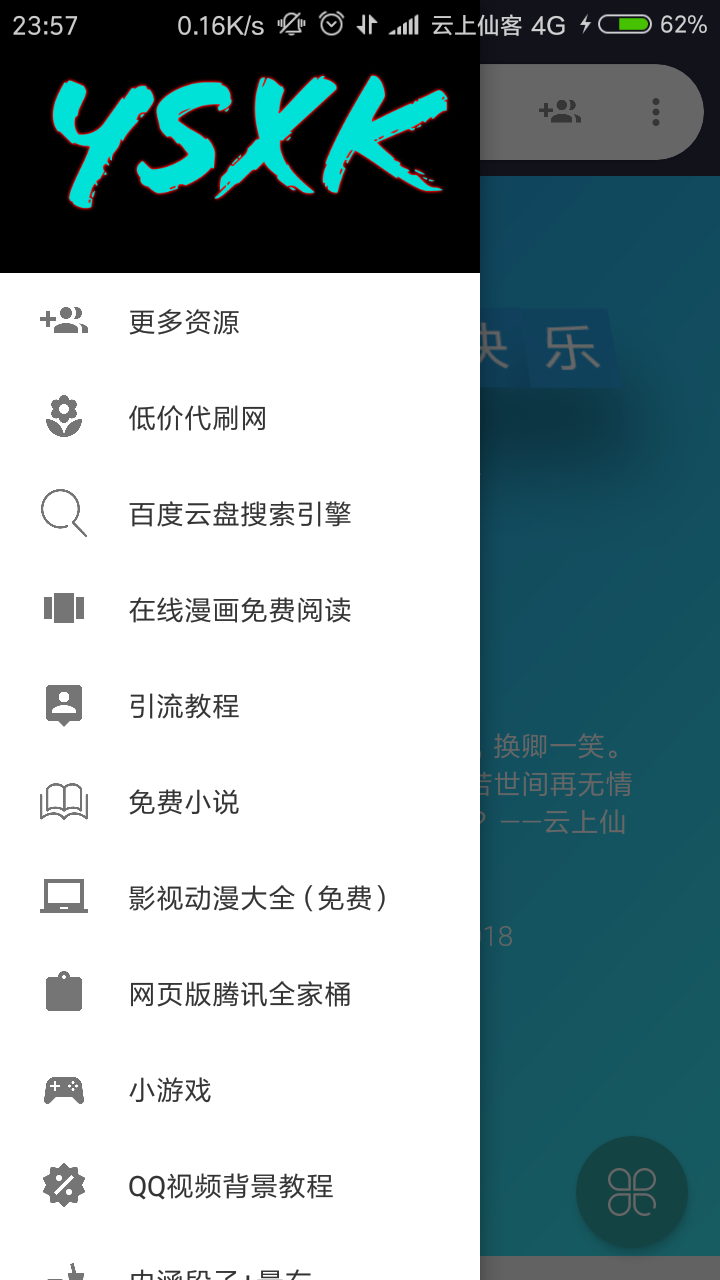 23:57 0.16K/s 云上仙客 4G 62%
YSXK
更多资源
低价代刷网
百度云盘搜索引擎
在线漫画免费阅读
引流教程
免费小说
影视动漫大全（免费）
网页版腾讯全家桶
小游戏
QQ视频背景教程
快 乐
换卿一笑。
世间再无情
？ ——云上仙
018